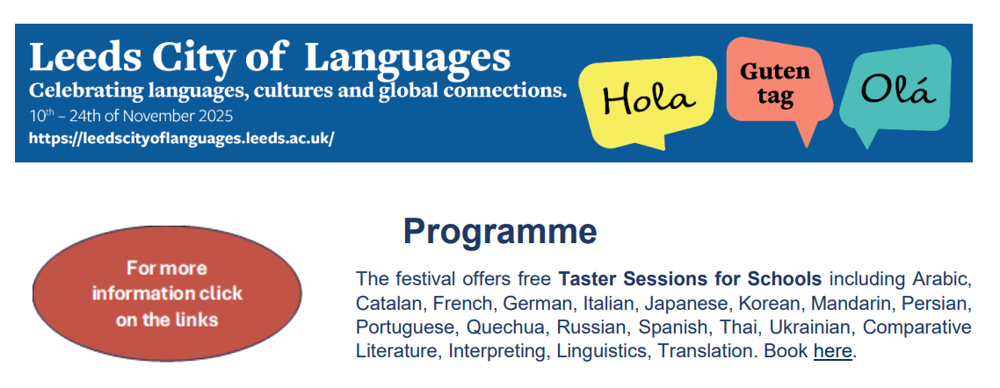 Leeds City of Languages
Celebrating languages, cultures and global connections.
10th – 24th of November 2025
https://leedscityoflanguages.leeds.ac.uk/
Hola
Guten
tag
Olá
Programme
For more
information click
on the links
The festival offers free Taster Sessions for Schools including Arabic,
Catalan, French, German, Italian, Japanese, Korean, Mandarin, Persian,
Portuguese, Quechua, Russian, Spanish, Thai, Ukrainian, Comparative
Literature, Interpreting, Linguistics, Translation. Book here.